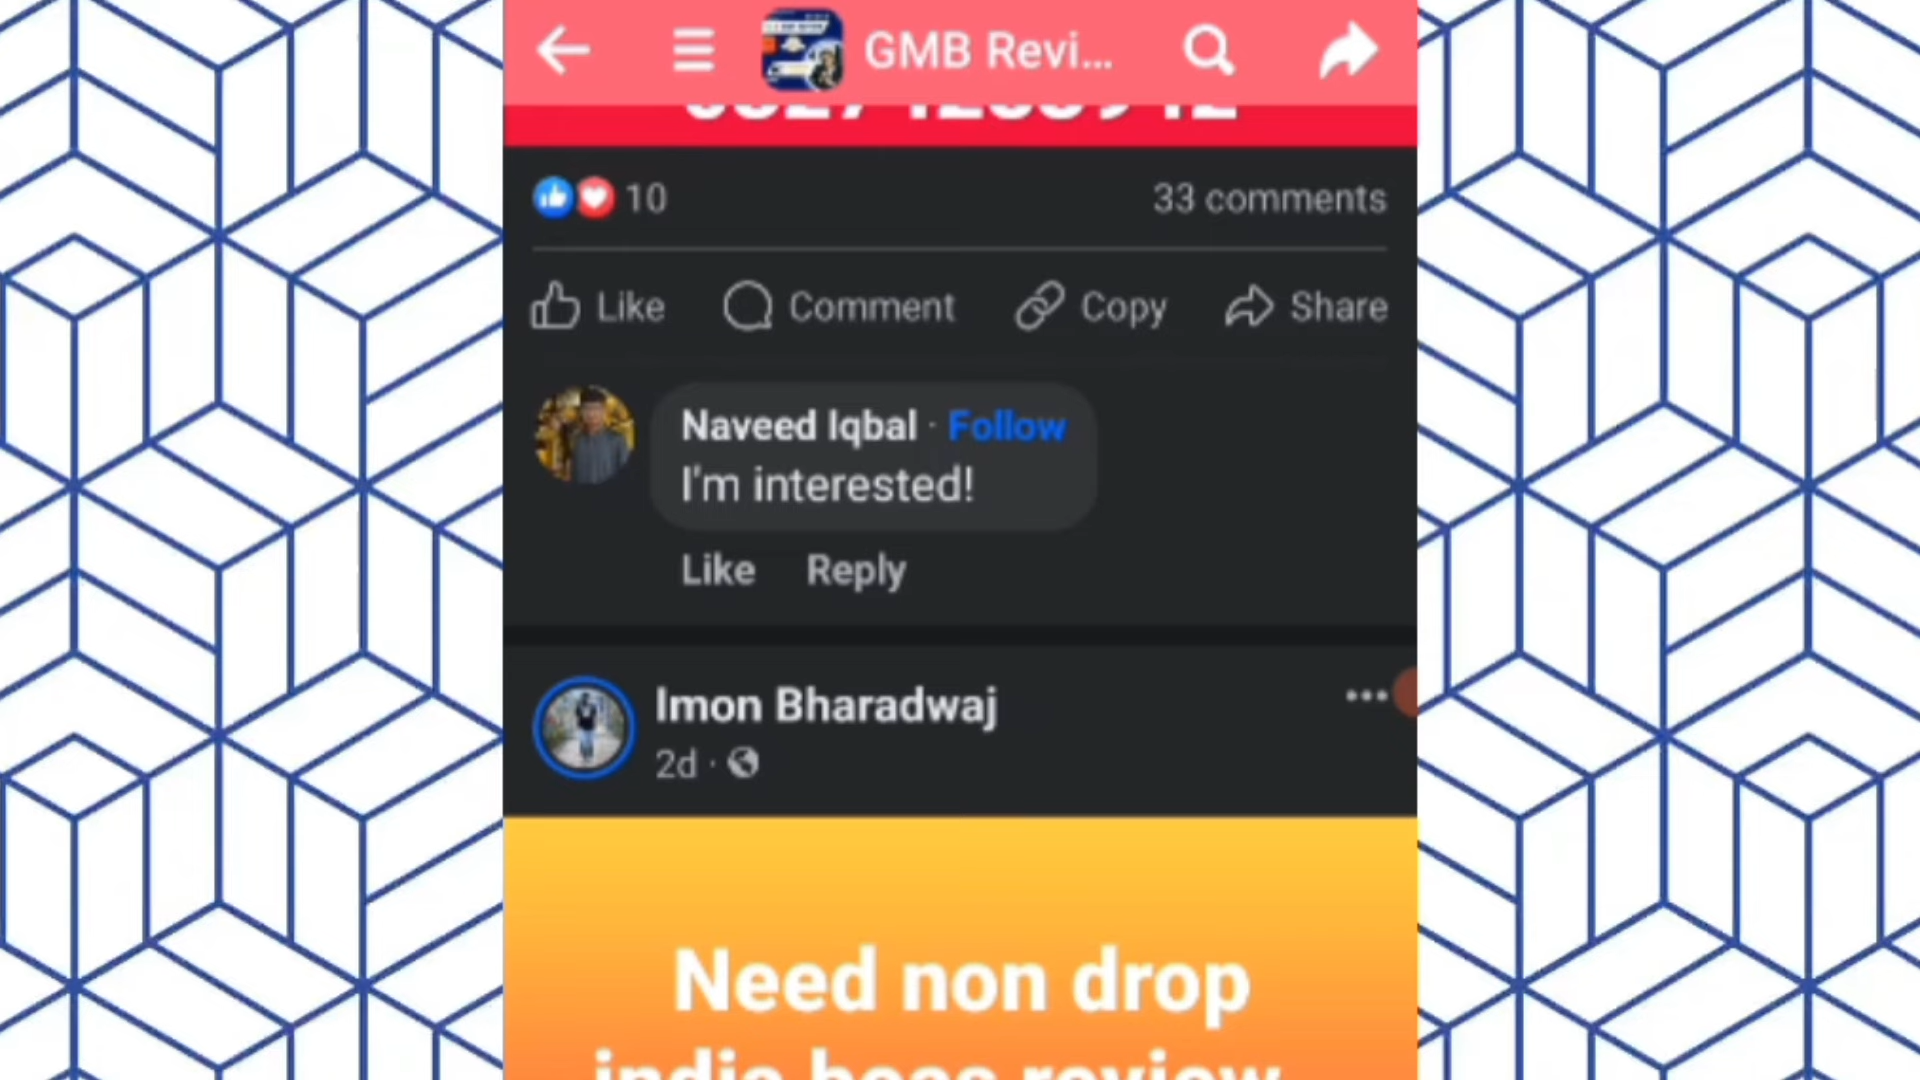 GMB Revi...
10
33 comments
Like
Comment
Copy
Share
Naveed Iqbal · Follow
I'm interested!
Like Reply
Imon Bharadwaj
2d ·
Need non drop
review